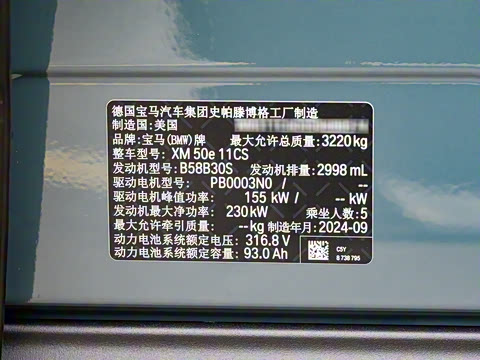 德国宝马汽车集团史帕滕博格工厂制造
制造国:美国
品牌:宝马(BMW)牌 最大允许总质量:3220kg
整车型号: XM 50e 11CS
发动机型号:B58B30S 发动机排量:2998 mL
驱动电机型号: PB0003N0 / --
驱动电机峰值功率: 155 kW / -- kW
发动机最大净功率: 230kW 乘坐人数:5
最大允许牵引质量: --kg 制造年月:2024-09
动力电池系统额定电压: 316.8 V
动力电池系统额定容量: 93.0 Ah
C5Y
8 738 795